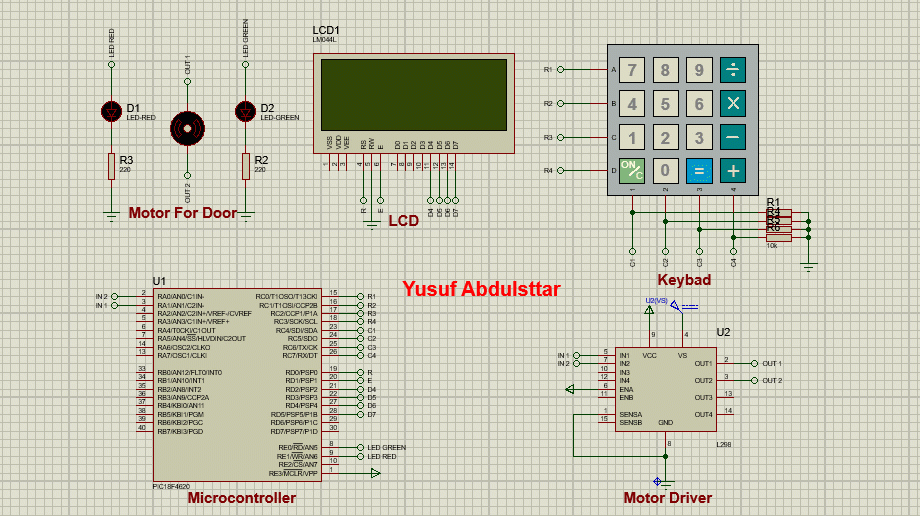 LED RED
OUT 1
LED GREEN
D1
LED-RED
D2
LED-GREEN
R3
220
R2
220
OUT 2
Motor For Door
LCD1
LM044L
VSS
VDD
VEE
RS
RW
E
D0
D1
D2
D3
D4
D5
D6
D7
1
2
3
4
5
6
7
8
9
10
11
12
13
14
R
E
D4
D5
D6
D7
LCD
R1
R2
R3
R4
A
B
C
D
7 8 9 ÷
4 5 6 ×
1 2 3 −
ON/C 0 = +
1
2
3
4
R1
R4
R5
R6
10k
C1
C2
C3
C4
Keybad
Yusuf Abdulsttar
U1
IN 2 2 RA0/AN0/C1IN-
IN 1 3 RA1/AN1/C2IN-
4 RA2/AN2/C2IN+/VREF-/CVREF
5 RA3/AN3/C1IN+/VREF+
6 RA4/T0CKI/C1OUT
7 RA5/AN4/SS/HLVDIN/C2OUT
14 RA6/OSC2/CLKO
13 RA7/OSC1/CLKI
33 RB0/AN12/FLT0/INT0
34 RB1/AN10/INT1
35 RB2/AN8/INT2
36 RB3/AN9/CCP2A
37 RB4/KBI0/AN11
38 RB5/KBI1/PGM
39 RB6/KBI2/PGC
40 RB7/KBI3/PGD
RC0/T1OSO/T13CKI 15 R1
RC1/T1OSI/CCP2B 16 R2
RC2/CCP1/P1A 17 R3
RC3/SCK/SCL 18 R4
RC4/SDI/SDA 23 C1
RC5/SDO 24 C2
RC6/TX/CK 25 C3
RC7/RX/DT 26 C4
RD0/PSP0 19 R
RD1/PSP1 20 E
RD2/PSP2 21 D4
RD3/PSP3 22 D5
RD4/PSP4 27 D6
RD5/PSP5/P1B 28 D7
RD6/PSP6/P1C 29
RD7/PSP7/P1D 30
RE0/RD/AN5 8 LED GREEN
RE1/WR/AN6 9 LED RED
RE2/CS/AN7 10
RE3/MCLR/VPP 1
PIC18F4620
Microcontroller
U2(VS)
9
4
U2
VCC
VS
IN 1 5 IN1
IN 2 7 IN2
10 IN3
12 IN4
6 ENA
11 ENB
1 SENSA
15 SENSB
GND
8
OUT1 2 OUT 1
OUT2 3 OUT 2
OUT3 13
OUT4 14
L298
Motor Driver